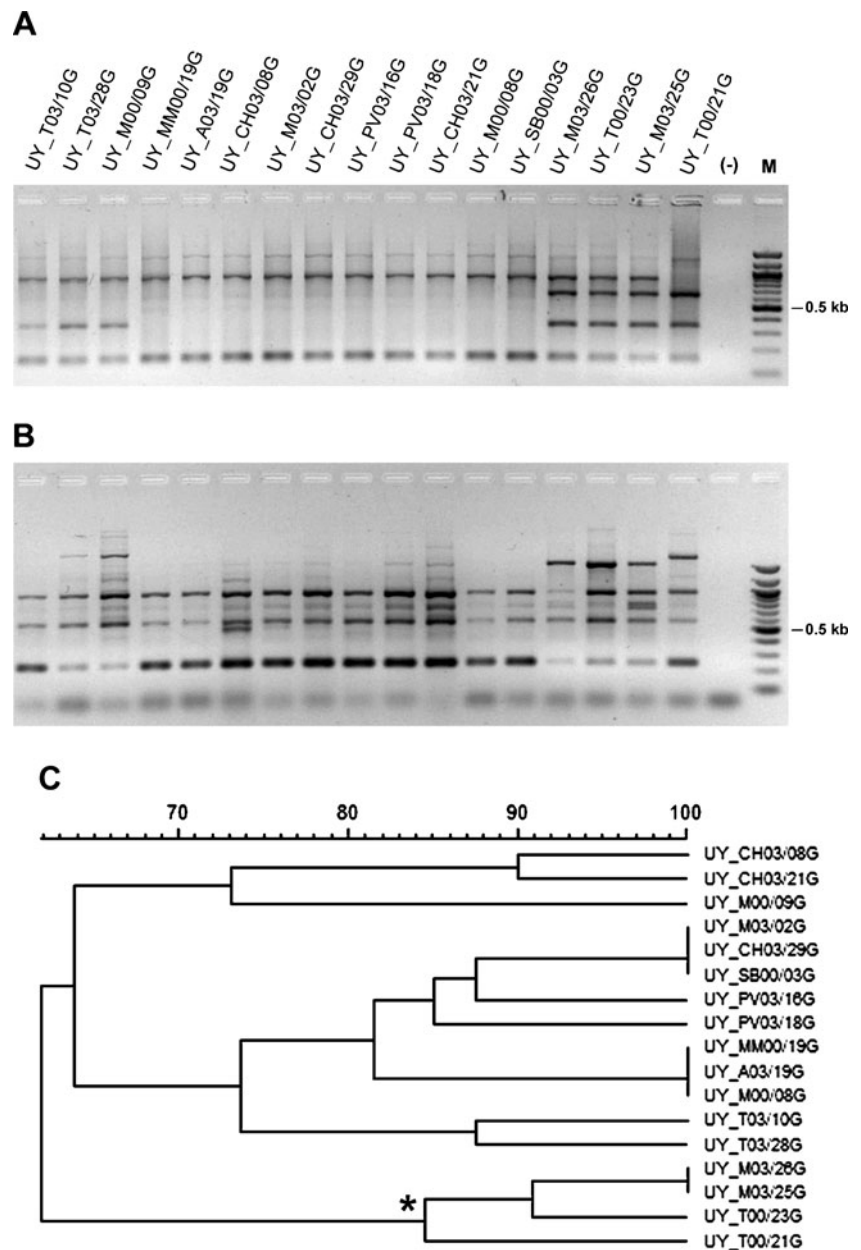 A
UY_T03/10G
UY_T03/28G
UY_M00/09G
UY_MM00/19G
UY_A03/19G
UY_CH03/08G
UY_M03/02G
UY_CH03/29G
UY_PV03/16G
UY_PV03/18G
UY_CH03/21G
UY_M00/08G
UY_SB00/03G
UY_M03/26G
UY_T00/23G
UY_M03/25G
UY_T00/21G
(-)
M
0.5 kb
B
0.5 kb
C
70 80 90 100
UY_CH03/08G
UY_CH03/21G
UY_M00/09G
UY_M03/02G
UY_CH03/29G
UY_SB00/03G
UY_PV03/16G
UY_PV03/18G
UY_MM00/19G
UY_A03/19G
UY_M00/08G
UY_T03/10G
UY_T03/28G
UY_M03/26G
UY_M03/25G
*
UY_T00/23G
UY_T00/21G